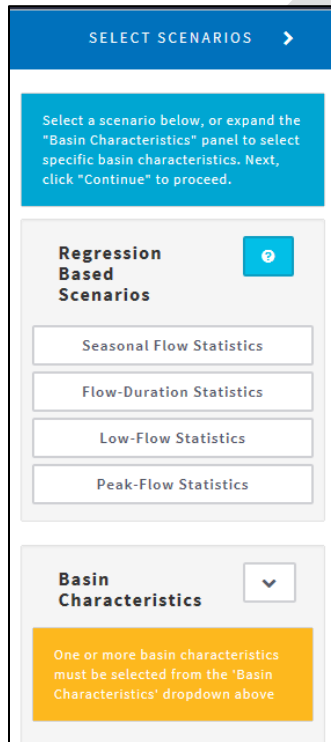 SELECT SCENARIOS
Select a scenario below, or expand the
"Basin Characteristics" panel to select
specific basin characteristics. Next,
click "Continue" to proceed.
Regression
Based
Scenarios
?
Seasonal Flow Statistics
Flow-Duration Statistics
Low-Flow Statistics
Peak-Flow Statistics
Basin
Characteristics
One or more basin characteristics
must be selected from the 'Basin
Characteristics' dropdown above